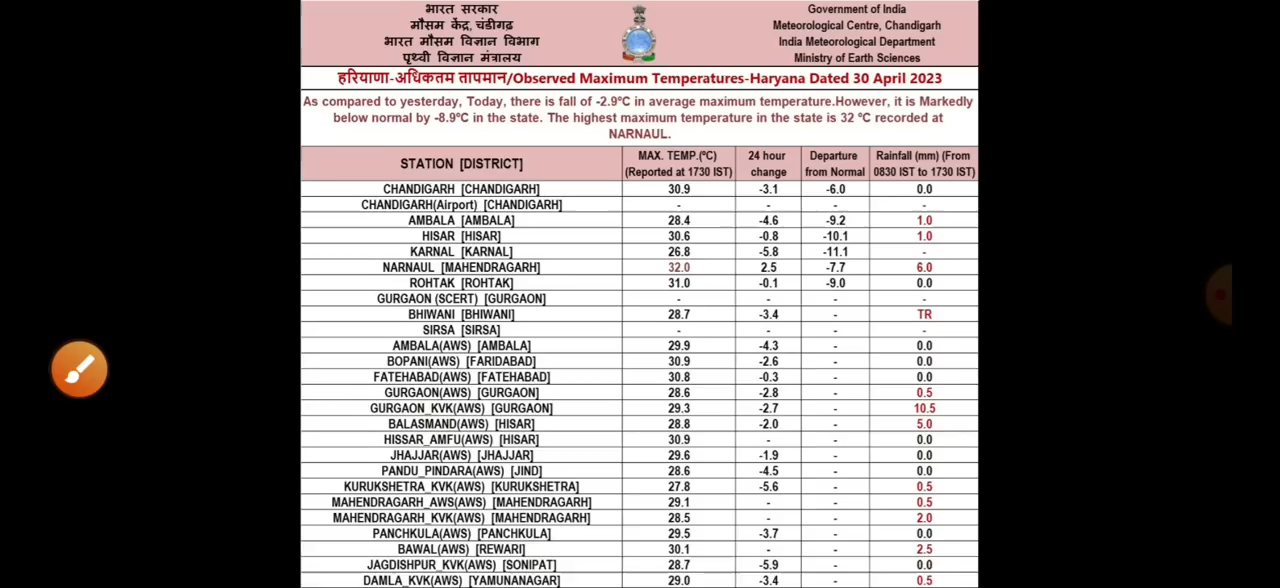 भारत सरकार
मौसम केंद्र, चंडीगढ़
भारत मौसम विज्ञान विभाग
पृथ्वी विज्ञान मंत्रालय
Government of India
Meteorological Centre, Chandigarh
India Meteorological Department
Ministry of Earth Sciences
हरियाणा-अधिकतम तापमान/Observed Maximum Temperatures-Haryana Dated 30 April 2023
As compared to yesterday, Today, there is fall of -2.9ºC in average maximum temperature.However, it is Markedly
below normal by -8.9ºC in the state. The highest maximum temperature in the state is 32 ºC recorded at
NARNAUL.
STATION [DISTRICT] MAX. TEMP.(ºC) (Reported at 1730 IST) 24 hour change Departure from Normal Rainfall (mm) (From 0830 IST to 1730 IST)
CHANDIGARH [CHANDIGARH] 30.9 -3.1 -6.0 0.0
CHANDIGARH(Airport) [CHANDIGARH] - - - -
AMBALA [AMBALA] 28.4 -4.6 -9.2 1.0
HISAR [HISAR] 30.6 -0.8 -10.1 1.0
KARNAL [KARNAL] 26.8 -5.8 -11.1 -
NARNAUL [MAHENDRAGARH] 32.0 2.5 -7.7 6.0
ROHTAK [ROHTAK] 31.0 -0.1 -9.0 0.0
GURGAON (SCERT) [GURGAON] - - - -
BHIWANI [BHIWANI] 28.7 -3.4 - TR
SIRSA [SIRSA] - - - -
AMBALA(AWS) [AMBALA] 29.9 -4.3 - 0.0
BOPANI(AWS) [FARIDABAD] 30.9 -2.6 - 0.0
FATEHABAD(AWS) [FATEHABAD] 30.8 -0.3 - 0.0
GURGAON(AWS) [GURGAON] 28.6 -2.8 - 0.5
GURGAON_KVK(AWS) [GURGAON] 29.3 -2.7 - 10.5
BALASMAND(AWS) [HISAR] 28.8 -2.0 - 5.0
HISSAR_AMFU(AWS) [HISAR] 30.9 - - 0.0
JHAJJAR(AWS) [JHAJJAR] 29.6 -1.9 - 0.0
PANDU_PINDARA(AWS) [JIND] 28.6 -4.5 - 0.0
KURUKSHETRA_KVK(AWS) [KURUKSHETRA] 27.8 -5.6 - 0.5
MAHENDRAGARH_AWS(AWS) [MAHENDRAGARH] 29.1 - - 0.5
MAHENDRAGARH_KVK(AWS) [MAHENDRAGARH] 28.5 - - 2.0
PANCHKULA(AWS) [PANCHKULA] 29.5 -3.7 - 0.0
BAWAL(AWS) [REWARI] 30.1 - - 2.5
JAGDISHPUR_KVK(AWS) [SONIPAT] 28.7 -5.9 - 0.0
DAMLA_KVK(AWS) [YAMUNANAGAR] 29.0 -3.4 - 0.5